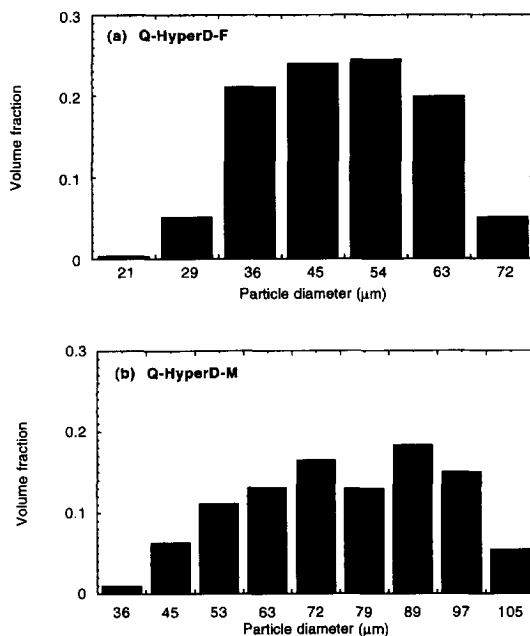 0.3
(a) Q-HyperD-F
0.2
0.1
0
Volume fraction
21 29 36 45 54 63 72
Particle diameter (μm)
0.3
(b) Q-HyperD-M
0.2
0.1
0
Volume fraction
36 45 53 63 72 79 89 97 105
Particle diameter (μm)